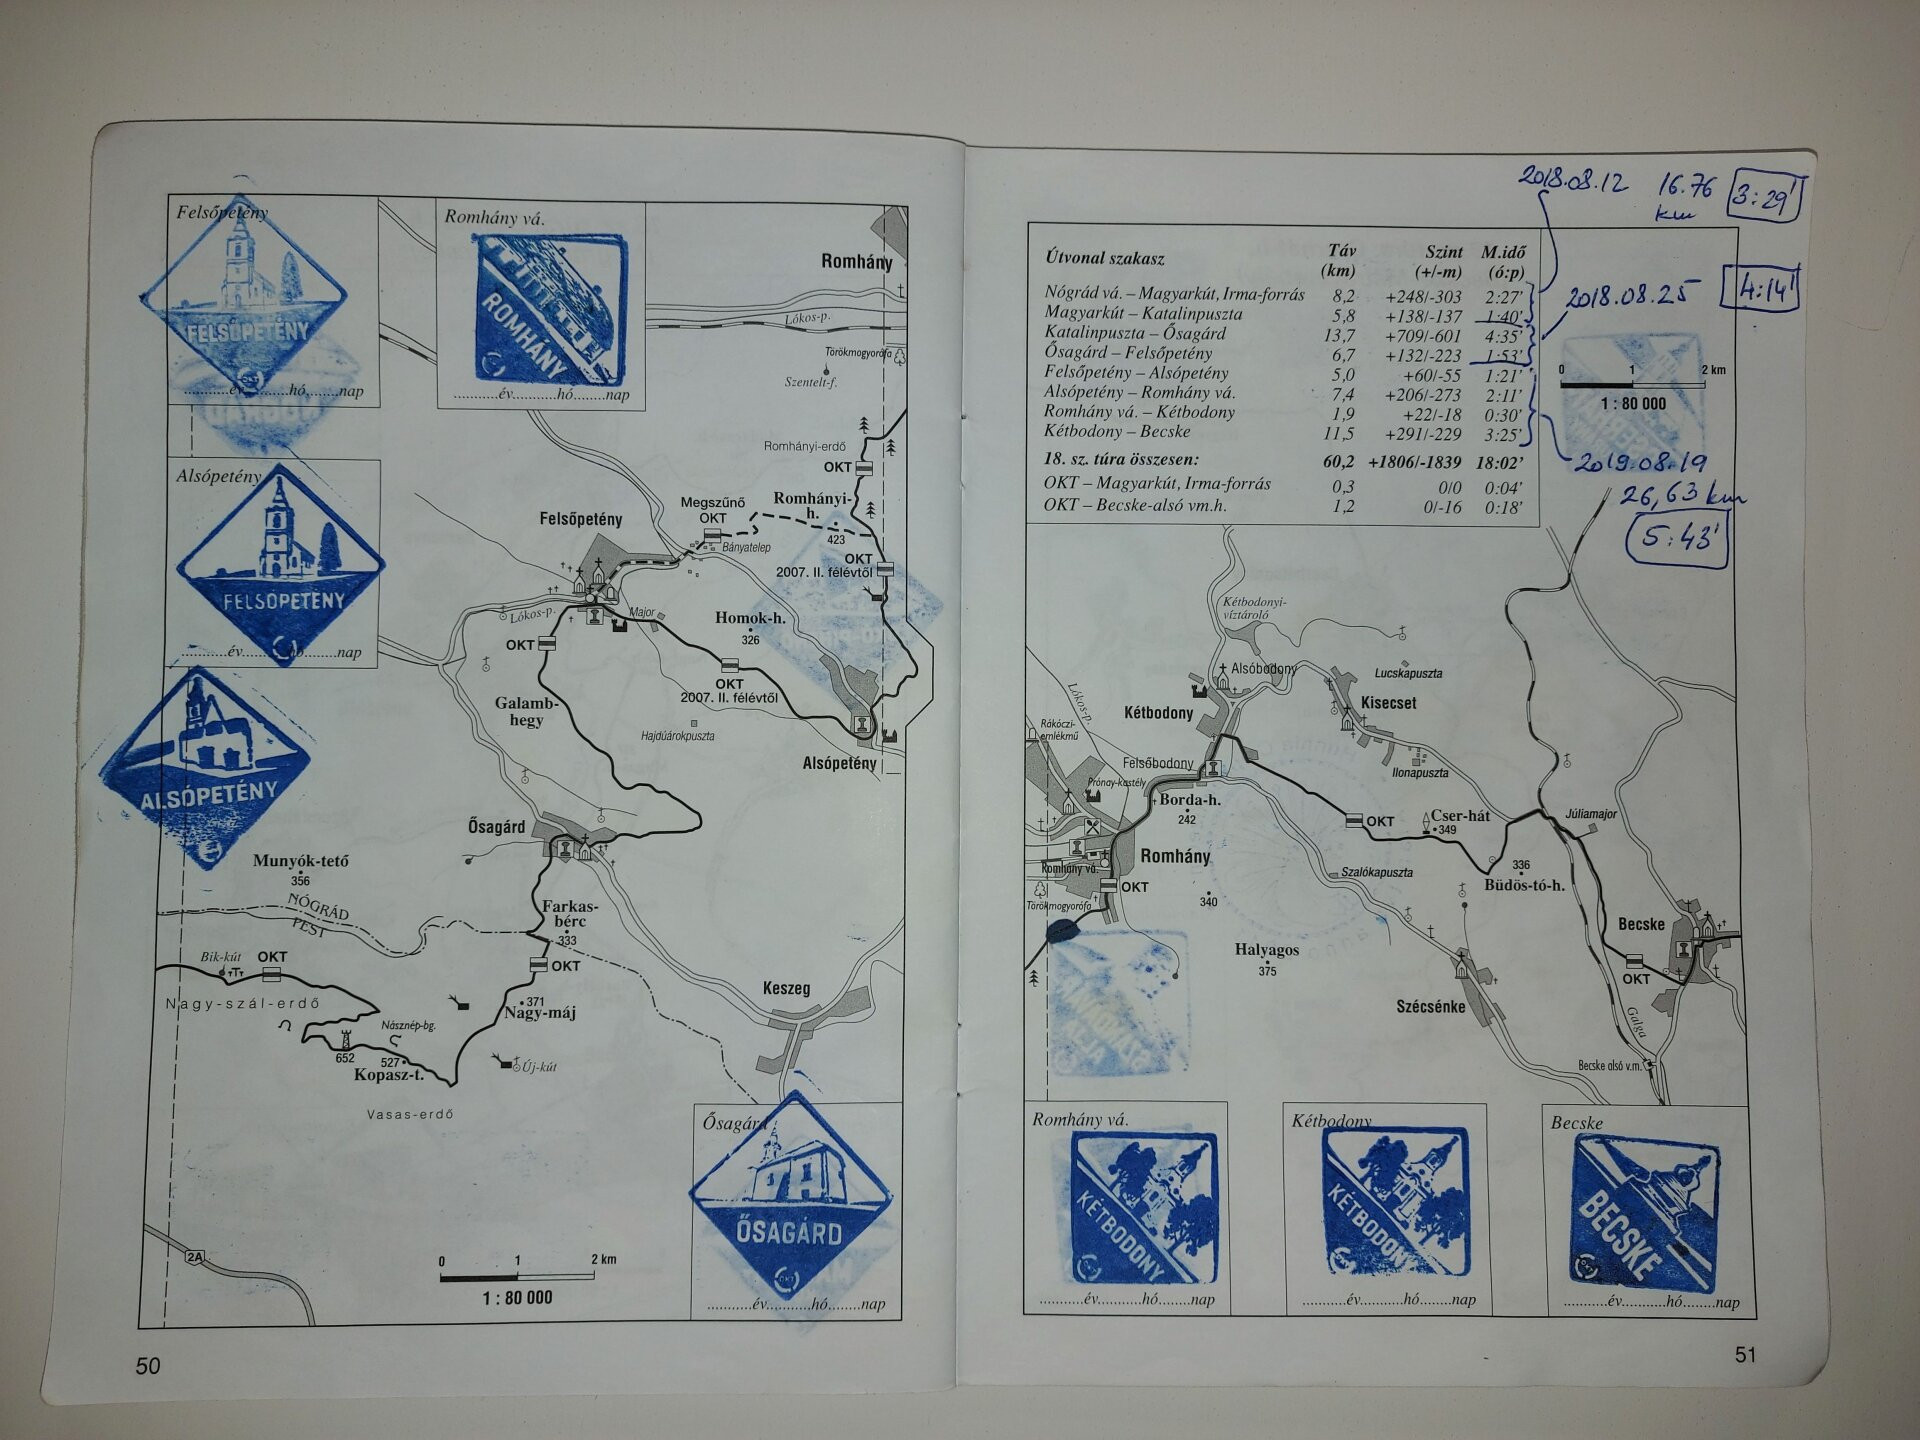 Felsőpetény
FELSŐPETÉNY
OKT
...........év...........hó........nap
Romhány vá.
ROMHÁNY
...........év...........hó........nap
Alsópetény
FELSŐPETÉNY
...........év...........hó........nap
ALSÓPETÉNY
Romhány
Lókos-p.
Törökmogyorófa
Szentelt-f.
Romhányi-erdő
OKT
Romhányi-
h.
423
Megszűnő
OKT
Bányatelep
Felsőpetény
OKT
2007. II. félévtől
Lókos-p.
Major
Homok-h.
326
OKT
OKT
2007. II. félévtől
Galamb-
hegy
Hajdúárokpuszta
Alsópetény
Ősagárd
Munyók-tető
356
NÓGRÁD
PEST
Farkas-
bérc
333
Bik-kút
OKT
OKT
Nagy-szál-erdő
371
Nagy-máj
Keszeg
Násznép-bg.
652
527
Kopasz-t.
Új-kút
Vasas-erdő
2A
0 1 2 km
1 : 80 000
Ősagárd
ŐSAGÁRD
OKT
...........év...........hó........nap
50
2018.08.12 16.76 km 3:29'
Útvonal szakasz Táv (km) Szint (+/-m) M.idő (ó:p)
Nógrád vá. – Magyarkút, Irma-forrás 8,2 +248/-303 2:27'
Magyarkút – Katalinpuszta 5,8 +138/-137 1:40'
Katalinpuszta – Ősagárd 13,7 +709/-601 4:35'
Ősagárd – Felsőpetény 6,7 +132/-223 1:53'
Felsőpetény – Alsópetény 5,0 +60/-55 1:21'
Alsópetény – Romhány vá. 7,4 +206/-273 2:11'
Romhány vá. – Kétbodony 1,9 +22/-18 0:30'
Kétbodony – Becske 11,5 +291/-229 3:25'
18. sz. túra összesen: 60,2 +1806/-1839 18:02'
OKT – Magyarkút, Irma-forrás 0,3 0/0 0:04'
OKT – Becske-alsó vm.h. 1,2 0/-16 0:18'
2018.08.25 4:14'
0 1 2 km
1 : 80 000
2019.08.19
26,63 km
5:43'
Kétbodonyi-
víztároló
Alsóbodony
Lucskapuszta
Kisecset
Lókos-p.
Kétbodony
Rákóczi-
emlékmű
Felsőbodony
Ilonapuszta
Prónay-kastély
Borda-h.
242
OKT
Cser-hát
349
Júliamajor
Romhány
Romhány vá.
Szalókapuszta
336
Büdös-tó-h.
OKT
Törökmogyorófa
340
Becske
Halyagos
375
OKT
Szécsénke
Galga
Becske alsó v.m.
Romhány vá.
KÉTBODONY
...........év...........hó........nap
Kétbodony
KÉTBODONY
...........év...........hó........nap
Becske
BECSKE
...........év...........hó........nap
51